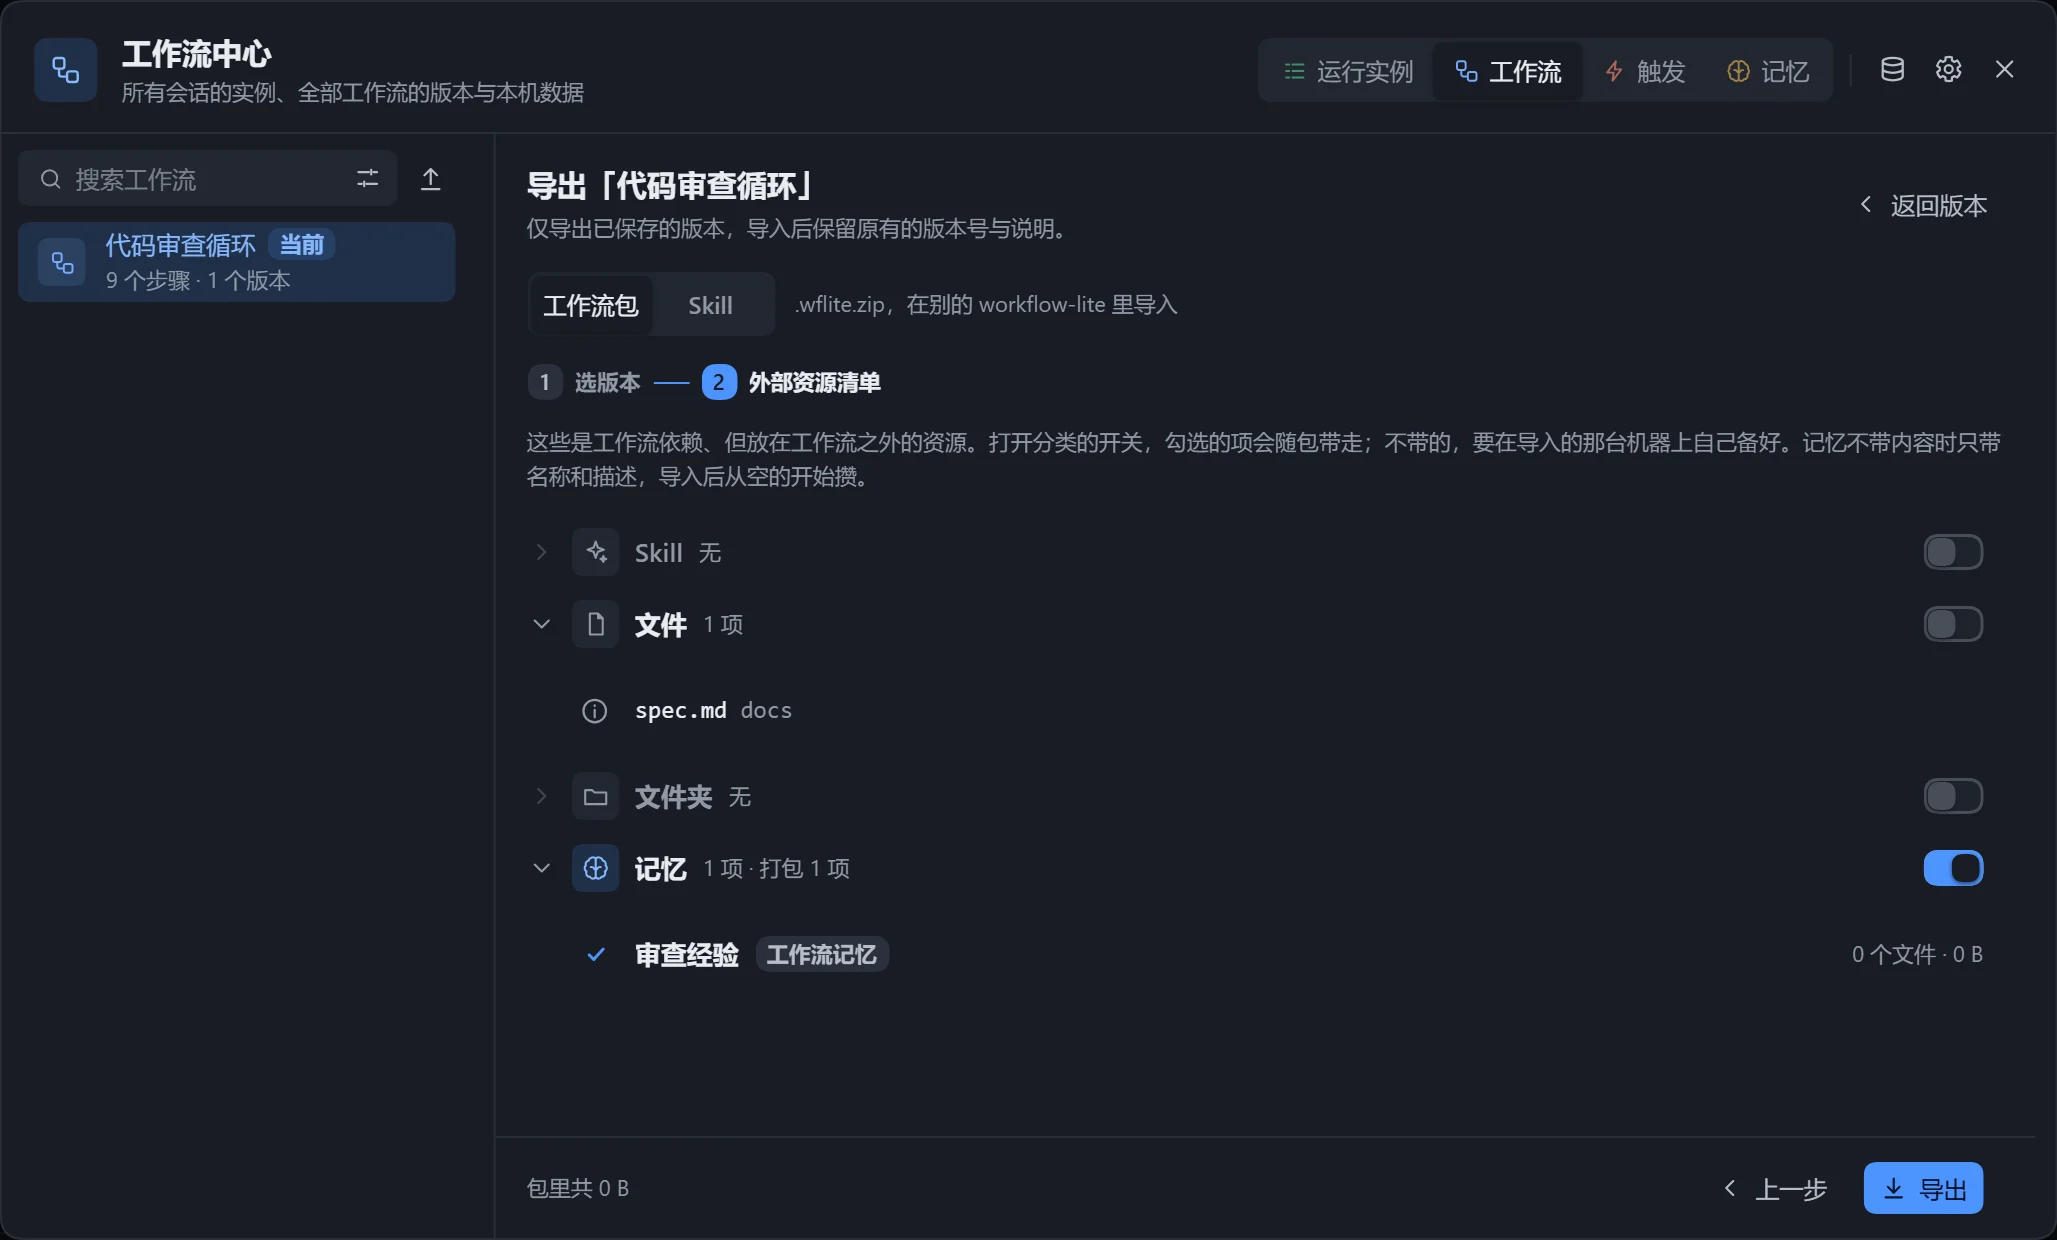 工作流中心
所有会话的实例、全部工作流的版本与本机数据
运行实例
工作流
触发
记忆
搜索工作流
代码审查循环 当前
9 个步骤 · 1 个版本
导出「代码审查循环」
仅导出已保存的版本，导入后保留原有的版本号与说明。
返回版本
工作流包 Skill .wflite.zip，在别的 workflow-lite 里导入
1 选版本 2 外部资源清单
这些是工作流依赖、但放在工作流之外的资源。打开分类的开关，勾选的项会随包带走；不带的，要在导入的那台机器上自己备好。记忆不带内容时只带
名称和描述，导入后从空的开始攒。
Skill 无
文件 1 项
spec.md docs
文件夹 无
记忆 1 项 · 打包 1 项
审查经验 工作流记忆 0 个文件 · 0 B
包里共 0 B
上一步
导出